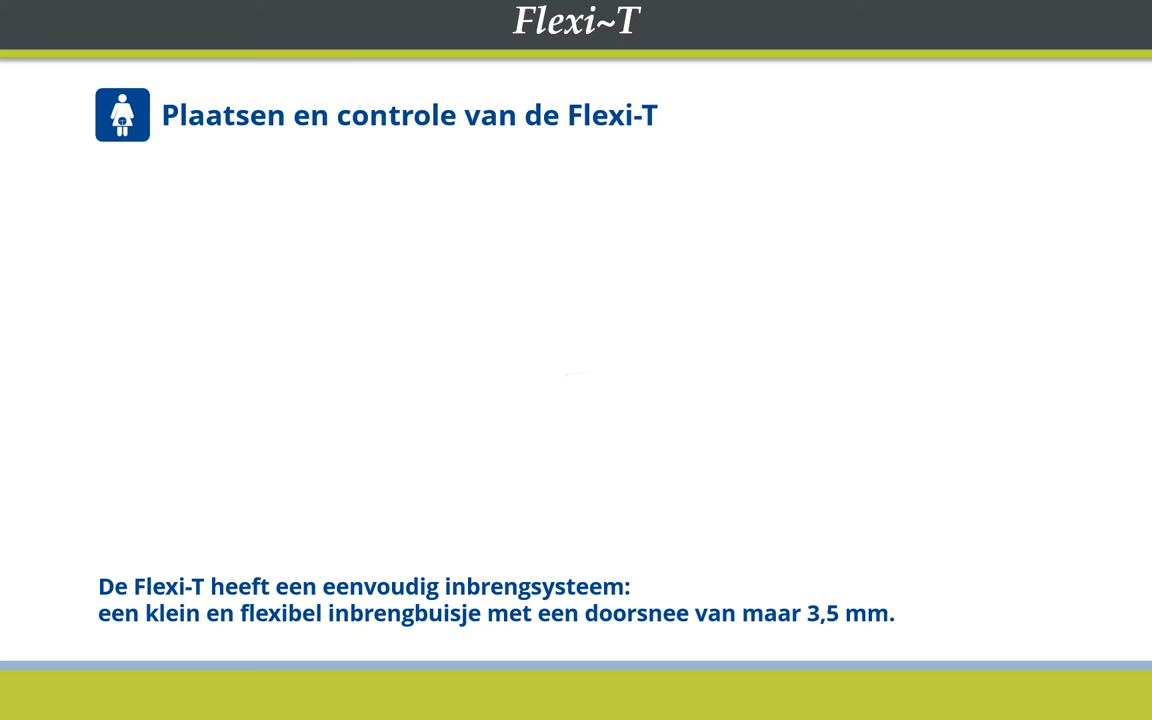 Flexi~T
Plaatsen en controle van de Flexi-T
De Flexi-T heeft een eenvoudig inbrengsysteem:
een klein en flexibel inbrengbuisje met een doorsnee van maar 3,5 mm.